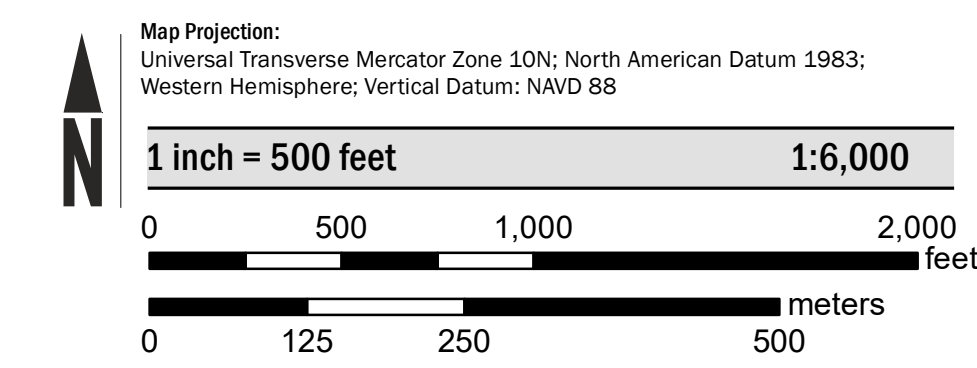 Map Projection:
Universal Transverse Mercator Zone 10N; North American Datum 1983;
Western Hemisphere; Vertical Datum: NAVD 88
N
1 inch = 500 feet 1:6,000
0 500 1,000 2,000
feet
meters
0 125 250 500